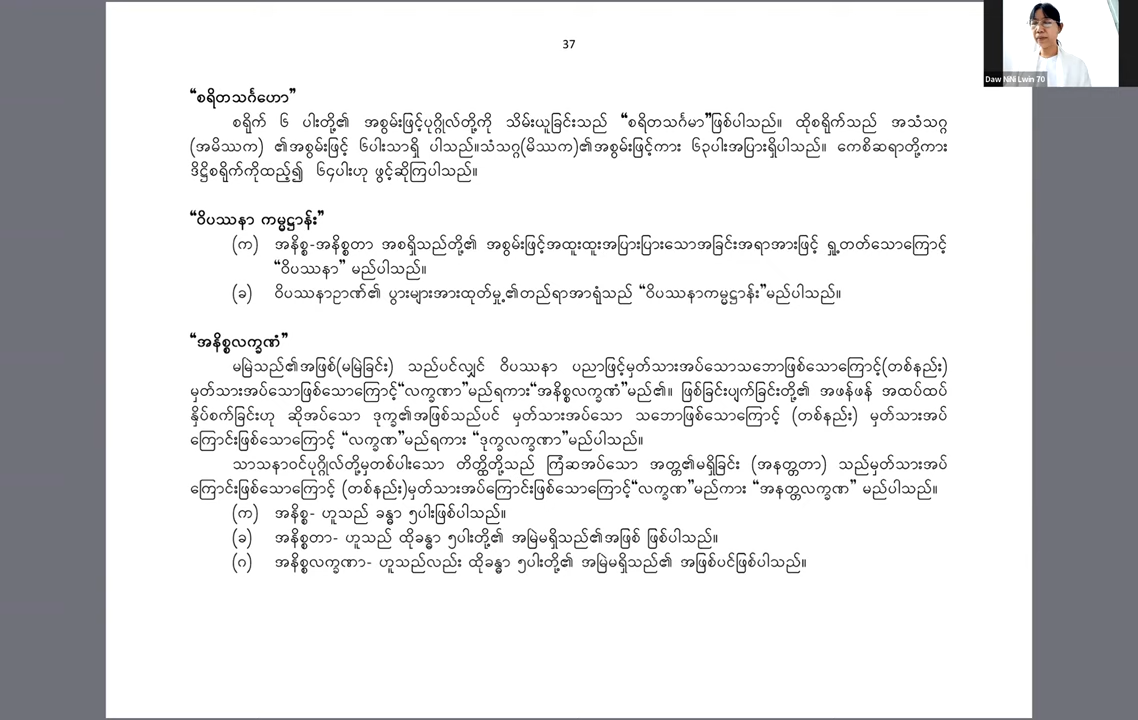 37
Daw NiNi Lwin 70
“စရိတသင်္ဂဟော”
စရိုက် ၆ ပါးတို့၏ အစွမ်းဖြင့်ပုဂ္ဂိုလ်တို့ကို သိမ်းယူခြင်းသည် “စရိတသင်္ဂမာ”ဖြစ်ပါသည်။ ထိုစရိုက်သည် အသံသဂ္ဂ
(အမိဿက) ၏အစွမ်းဖြင့် ၆ပါးသာရှိ ပါသည်။သံသဂ္ဂ(မိဿက)၏အစွမ်းဖြင့်ကား ၆၃ပါးအပြားရှိပါသည်။ ကေစိဆရာတို့ကား
ဒိဋ္ဌိစရိုက်ကိုထည့်၍ ၆၄ပါးဟု ဖွင့်ဆိုကြပါသည်။
“ဝိပဿနာ ကမ္မဋ္ဌာန်း”
(က) အနိစ္စ-အနိစ္စတာ အစရှိသည်တို့၏ အစွမ်းဖြင့်အထူးထူးအပြားပြားသောအခြင်းအရာအားဖြင့် ရှု့တတ်သောကြောင့်
“ဝိပဿနာ” မည်ပါသည်။
(ခ) ဝိပဿနာဉာဏ်၏ ပွားများအားထုတ်မှု့၏တည်ရာအာရုံသည် “ဝိပဿနာကမ္မဋ္ဌာန်း”မည်ပါသည်။
“အနိစ္စလက္ခဏံ”
မမြဲသည်၏အဖြစ်(မမြဲခြင်း) သည်ပင်လျှင် ဝိပဿနာ ပညာဖြင့်မှတ်သားအပ်သောသဘောဖြစ်သောကြောင့်(တစ်နည်း)
မှတ်သားအပ်သောဖြစ်သောကြောင့်“လက္ခဏာ”မည်ရကား“အနိစ္စလက္ခဏံ”မည်၏။ ဖြစ်ခြင်းပျက်ခြင်းတို့၏ အဖန်ဖန် အထပ်ထပ်
နှိပ်စက်ခြင်းဟု ဆိုအပ်သော ဒုက္ခ၏အဖြစ်သည်ပင် မှတ်သားအပ်သော သဘောဖြစ်သောကြောင့် (တစ်နည်း) မှတ်သားအပ်
ကြောင်းဖြစ်သောကြောင့် “လက္ခဏ”မည်ရကား “ဒုက္ခလက္ခဏာ”မည်ပါသည်။
သာသနာဝင်ပုဂ္ဂိုလ်တို့မှတစ်ပါးသော တိတ္ထိတို့သည် ကြံဆအပ်သော အတ္တ၏မရှိခြင်း (အနတ္တတာ) သည်မှတ်သားအပ်
ကြောင်းဖြစ်သောကြောင့် (တစ်နည်း)မှတ်သားအပ်ကြောင်းဖြစ်သောကြောင့်“လက္ခဏ”မည်ကား “အနတ္တလက္ခဏ” မည်ပါသည်။
(က) အနိစ္စ- ဟူသည် ခန္ဓာ ၅ပါးဖြစ်ပါသည်။
(ခ) အနိစ္စတာ- ဟူသည် ထိုခန္ဓာ ၅ပါးတို့၏ အမြဲမရှိသည်၏အဖြစ် ဖြစ်ပါသည်။
(ဂ) အနိစ္စလက္ခဏာ- ဟူသည်လည်း ထိုခန္ဓာ ၅ပါးတို့၏ အမြဲမရှိသည်၏ အဖြစ်ပင်ဖြစ်ပါသည်။